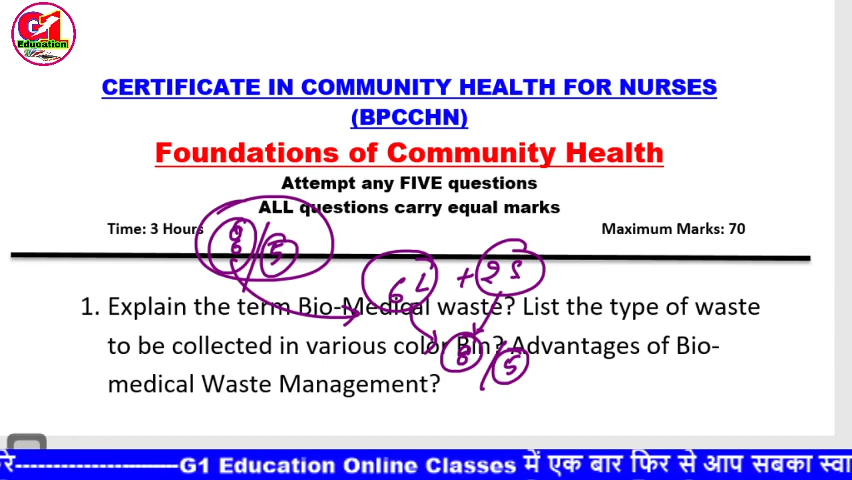 G1
Education
CERTIFICATE IN COMMUNITY HEALTH FOR NURSES
(BPCCHN)
Foundations of Community Health
Attempt any FIVE questions
ALL questions carry equal marks
Time: 3 Hours
Maximum Marks: 70
8/5
6L + 2S
1. Explain the term Bio-Medical waste? List the type of waste
to be collected in various color Bin? Advantages of Bio-
8/5
medical Waste Management?
रे-----------------------G1 Education Online Classes में एक बार फिर से आप सबका स्वा